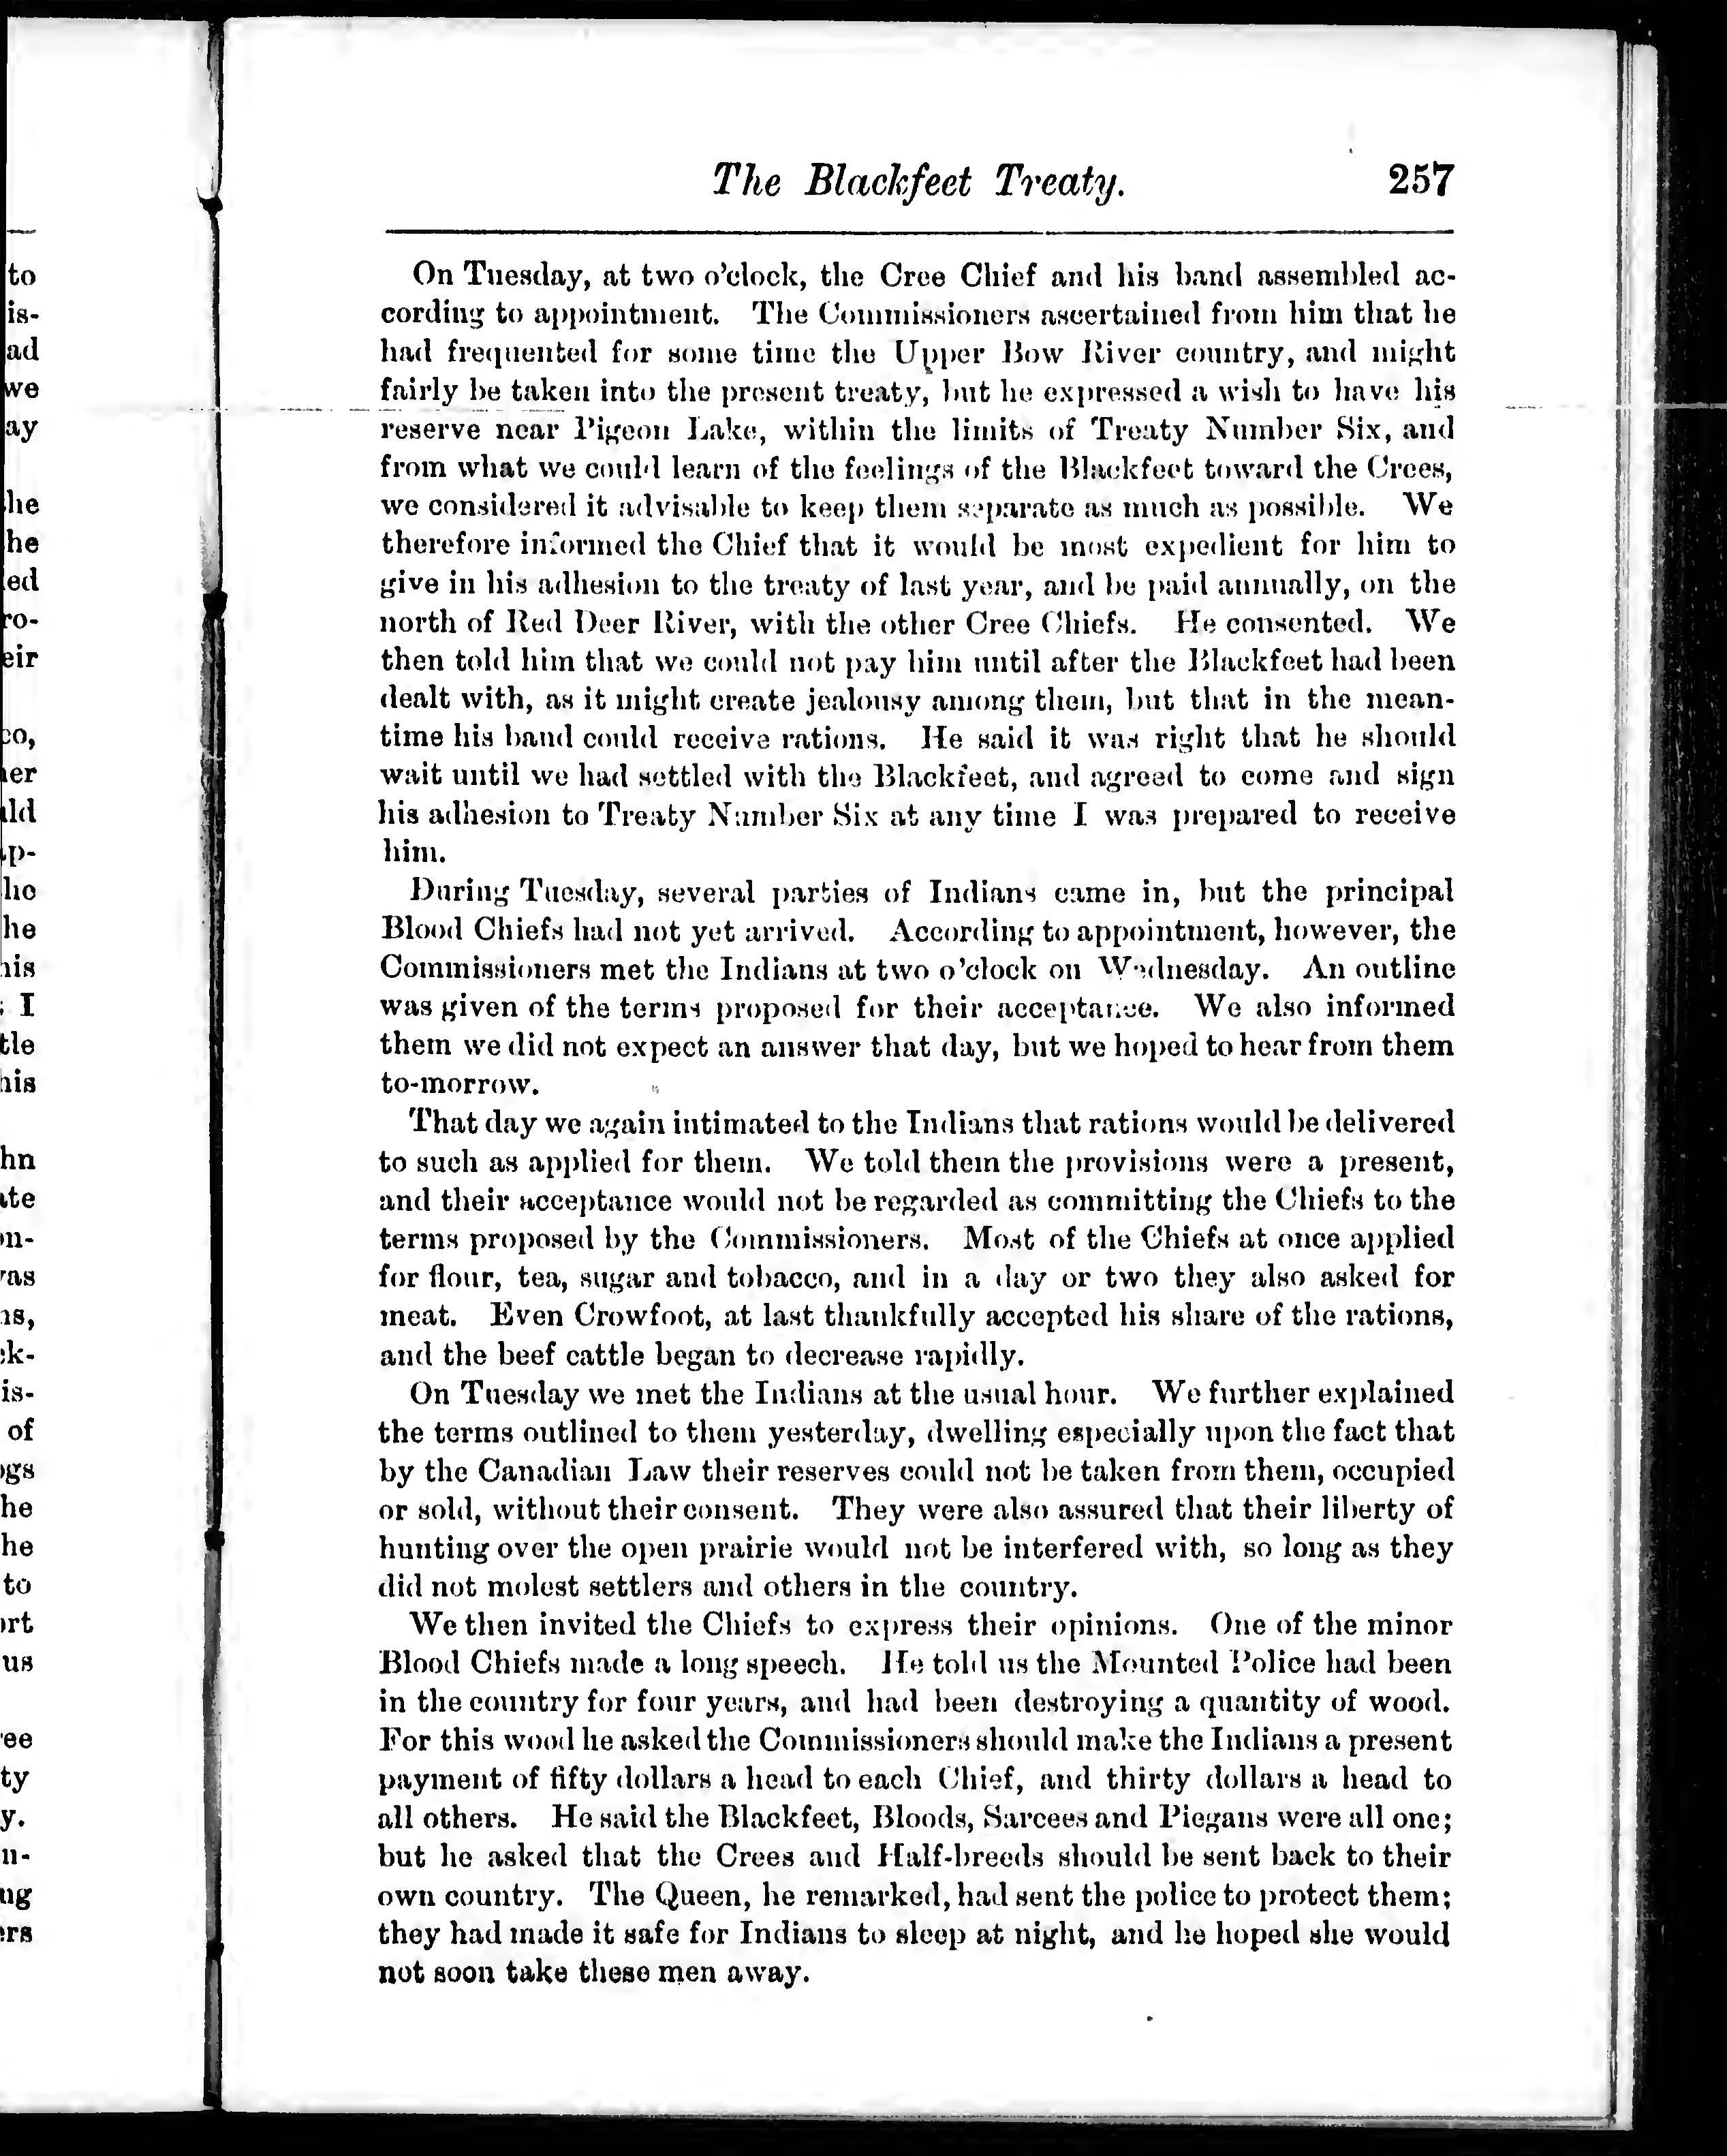 The Blackfeet Treaty. 257
On Tuesday, at two o'clock, the Cree Chief and his band assembled ac-
cording to appointment. The Commissioners ascertained from him that he
had frequented for some time the Upper Bow River country, and might
fairly be taken into the present treaty, but he expressed a wish to have his
reserve near Pigeon Lake, within the limits of Treaty Number Six, and
from what we could learn of the feelings of the Blackfeet toward the Crees,
we considered it advisable to keep them separate as much as possible. We
therefore informed the Chief that it would be most expedient for him to
give in his adhesion to the treaty of last year, and be paid annually, on the
north of Red Deer River, with the other Cree Chiefs. He consented. We
then told him that we could not pay him until after the Blackfeet had been
dealt with, as it might create jealousy among them, but that in the mean-
time his band could receive rations. He said it was right that he should
wait until we had settled with the Blackfeet, and agreed to come and sign
his adhesion to Treaty Number Six at any time I was prepared to receive
him.
During Tuesday, several parties of Indians came in, but the principal
Blood Chiefs had not yet arrived. According to appointment, however, the
Commissioners met the Indians at two o'clock on Wednesday. An outline
was given of the terms proposed for their acceptance. We also informed
them we did not expect an answer that day, but we hoped to hear from them
to-morrow.
That day we again intimated to the Indians that rations would be delivered
to such as applied for them. We told them the provisions were a present,
and their acceptance would not be regarded as committing the Chiefs to the
terms proposed by the Commissioners. Most of the Chiefs at once applied
for flour, tea, sugar and tobacco, and in a day or two they also asked for
meat. Even Crowfoot, at last thankfully accepted his share of the rations,
and the beef cattle began to decrease rapidly.
On Tuesday we met the Indians at the usual hour. We further explained
the terms outlined to them yesterday, dwelling especially upon the fact that
by the Canadian Law their reserves could not be taken from them, occupied
or sold, without their consent. They were also assured that their liberty of
hunting over the open prairie would not be interfered with, so long as they
did not molest settlers and others in the country.
We then invited the Chiefs to express their opinions. One of the minor
Blood Chiefs made a long speech. He told us the Mounted Police had been
in the country for four years, and had been destroying a quantity of wood.
For this wood he asked the Commissioners should make the Indians a present
payment of fifty dollars a head to each Chief, and thirty dollars a head to
all others. He said the Blackfeet, Bloods, Sarcees and Piegans were all one;
but he asked that the Crees and Half-breeds should be sent back to their
own country. The Queen, he remarked, had sent the police to protect them;
they had made it safe for Indians to sleep at night, and he hoped she would
not soon take these men away.